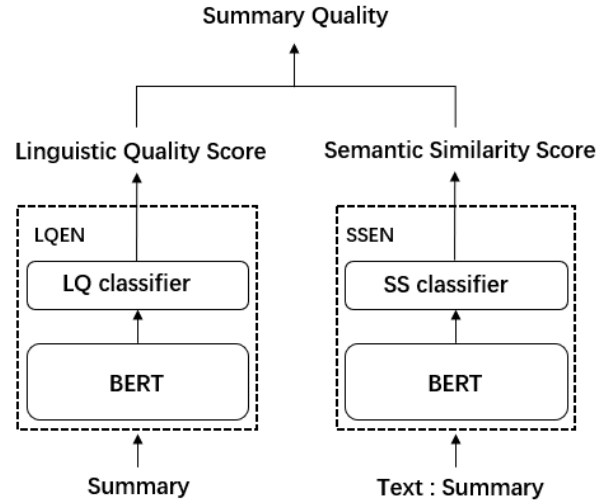 Summary Quality
Linguistic Quality Score
Semantic Similarity Score
LQEN
SSEN
LQ classifier
SS classifier
BERT
BERT
Summary
Text : Summary